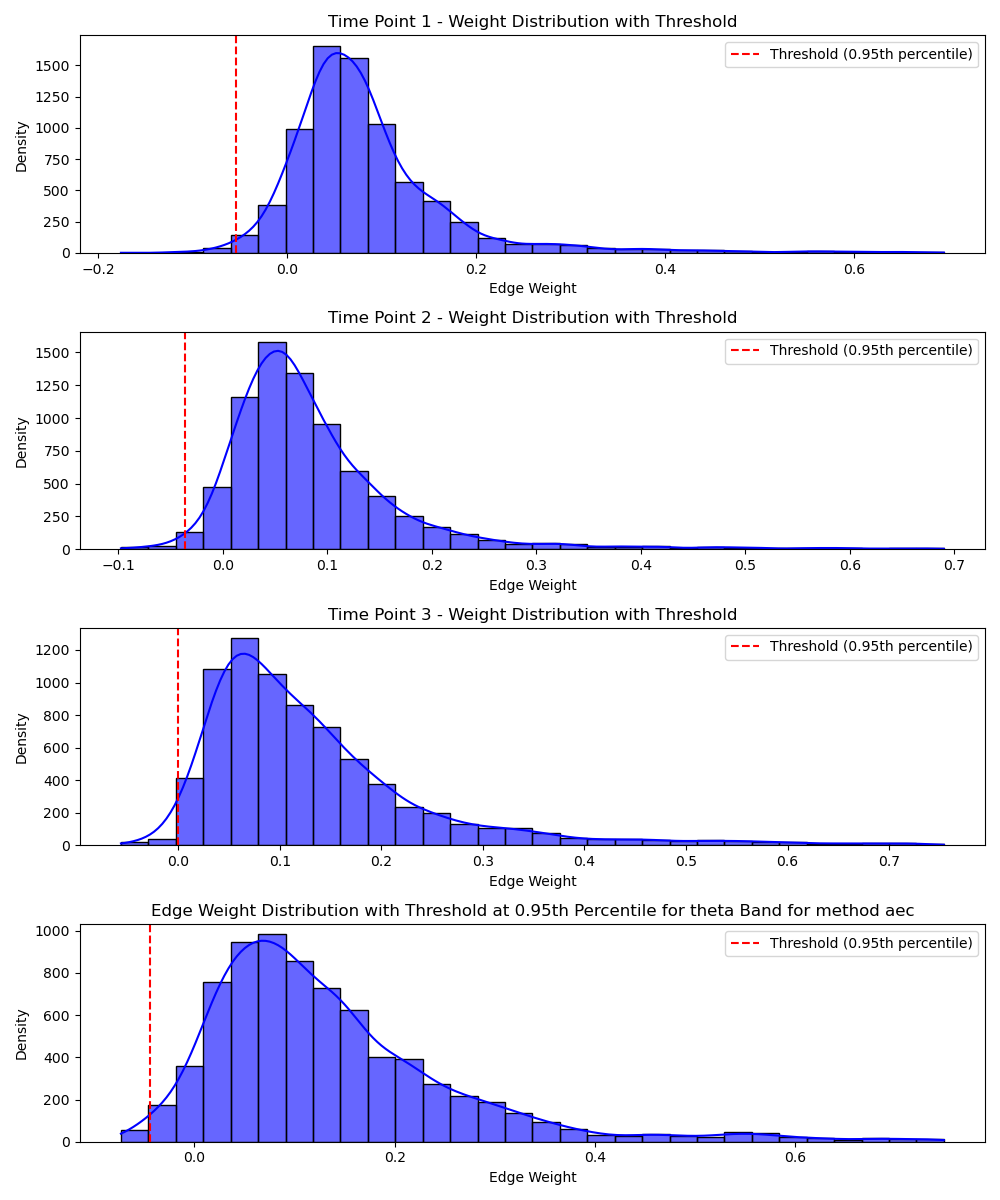 Time Point 1 - Weight Distribution with Threshold
Threshold (0.95th percentile)
1500
1250
1000
750
500
250
0
Density
−0.2 0.0 0.2 0.4 0.6
Edge Weight
Time Point 2 - Weight Distribution with Threshold
Threshold (0.95th percentile)
1500
1250
1000
750
500
250
0
Density
−0.1 0.0 0.1 0.2 0.3 0.4 0.5 0.6 0.7
Edge Weight
Time Point 3 - Weight Distribution with Threshold
Threshold (0.95th percentile)
1200
1000
800
600
400
200
0
Density
0.0 0.1 0.2 0.3 0.4 0.5 0.6 0.7
Edge Weight
Edge Weight Distribution with Threshold at 0.95th Percentile for theta Band for method aec
Threshold (0.95th percentile)
1000
800
600
400
200
0
Density
0.0 0.2 0.4 0.6
Edge Weight